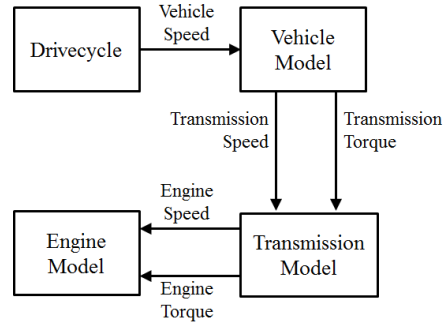 Drivecycle
Vehicle
Speed
Vehicle
Model
Transmission
Speed
Transmission
Torque
Engine
Speed
Engine
Model
Transmission
Model
Engine
Torque